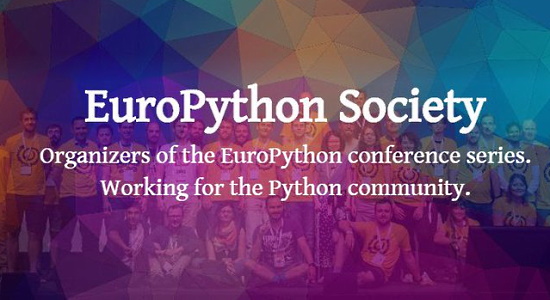 EuroPython Society
Organizers of the EuroPython conference series.
Working for the Python community.